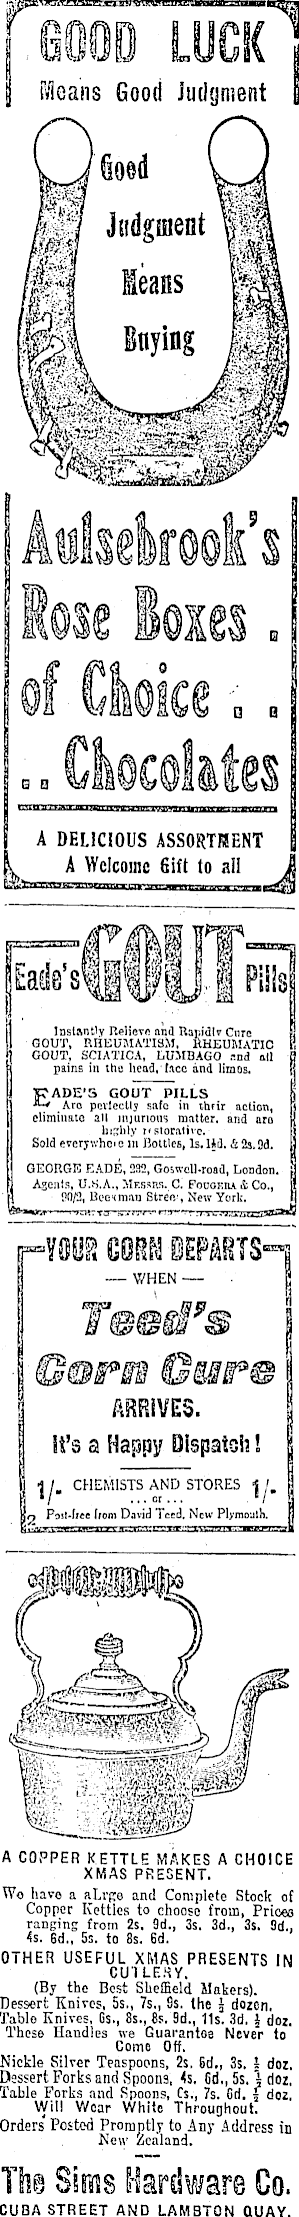 GOOD LUCK
Means Good Judgment
Good
Judgment
Means
Buying
Aulsebrook's
Rose Boxes .
of Choice . .
. . Chocolates
A DELICIOUS ASSORTMENT
A Welcome Gift to all
Eade's GOUT Pills
Instantly Relieve and Rapidly Cure
GOUT, RHEUMATISM, RHEUMATIC
GOUT, SCIATICA, LUMBAGO and all
pains in the head, face and limbs.
EADE'S GOUT PILLS
Are perfectly safe in their action,
eliminate all injurious matter, and are
highly restorative.
Sold everywhere in Bottles, 1s. 1½d. & 2s. 9d.
GEORGE EADE, 232, Goswell-road, London.
Agents, U.S.A., MESSRS. C. FOUGERA & Co.,
90/2, Beekman Street, New York.
YOUR CORN DEPARTS
— WHEN —
Teed's
Corn Cure
ARRIVES.
It's a Happy Dispatch!
1/- CHEMISTS AND STORES 1/-
... or ...
2 Post-free from David Teed, New Plymouth.
A COPPER KETTLE MAKES A CHOICE
XMAS PRESENT.
We have a aLrge and Complete Stock of
Copper Kettles to choose from, Prices
ranging from 2s. 9d., 3s. 3d., 3s. 9d.,
4s. 6d., 5s. to 8s. 6d.
OTHER USEFUL XMAS PRESENTS IN
CUTLERY.
(By the Best Sheffield Makers).
Dessert Knives, 5s., 7s., 9s. the ½ dozen.
Table Knives, 6s., 8s., 8s. 9d., 11s. 3d. ½ doz.
These Handles we Guarantee Never to
Come Off.
Nickle Silver Teaspoons, 2s. 6d., 3s. ½ doz.
Dessert Forks and Spoons, 4s. 6d., 5s. ½ doz.
Table Forks and Spoons, 6s., 7s. 6d. ½ doz.
Will Wear White Throughout.
Orders Posted Promptly to Any Address in
New Zealand.
The Sims Hardware Co.
CUBA STREET AND LAMBTON QUAY.